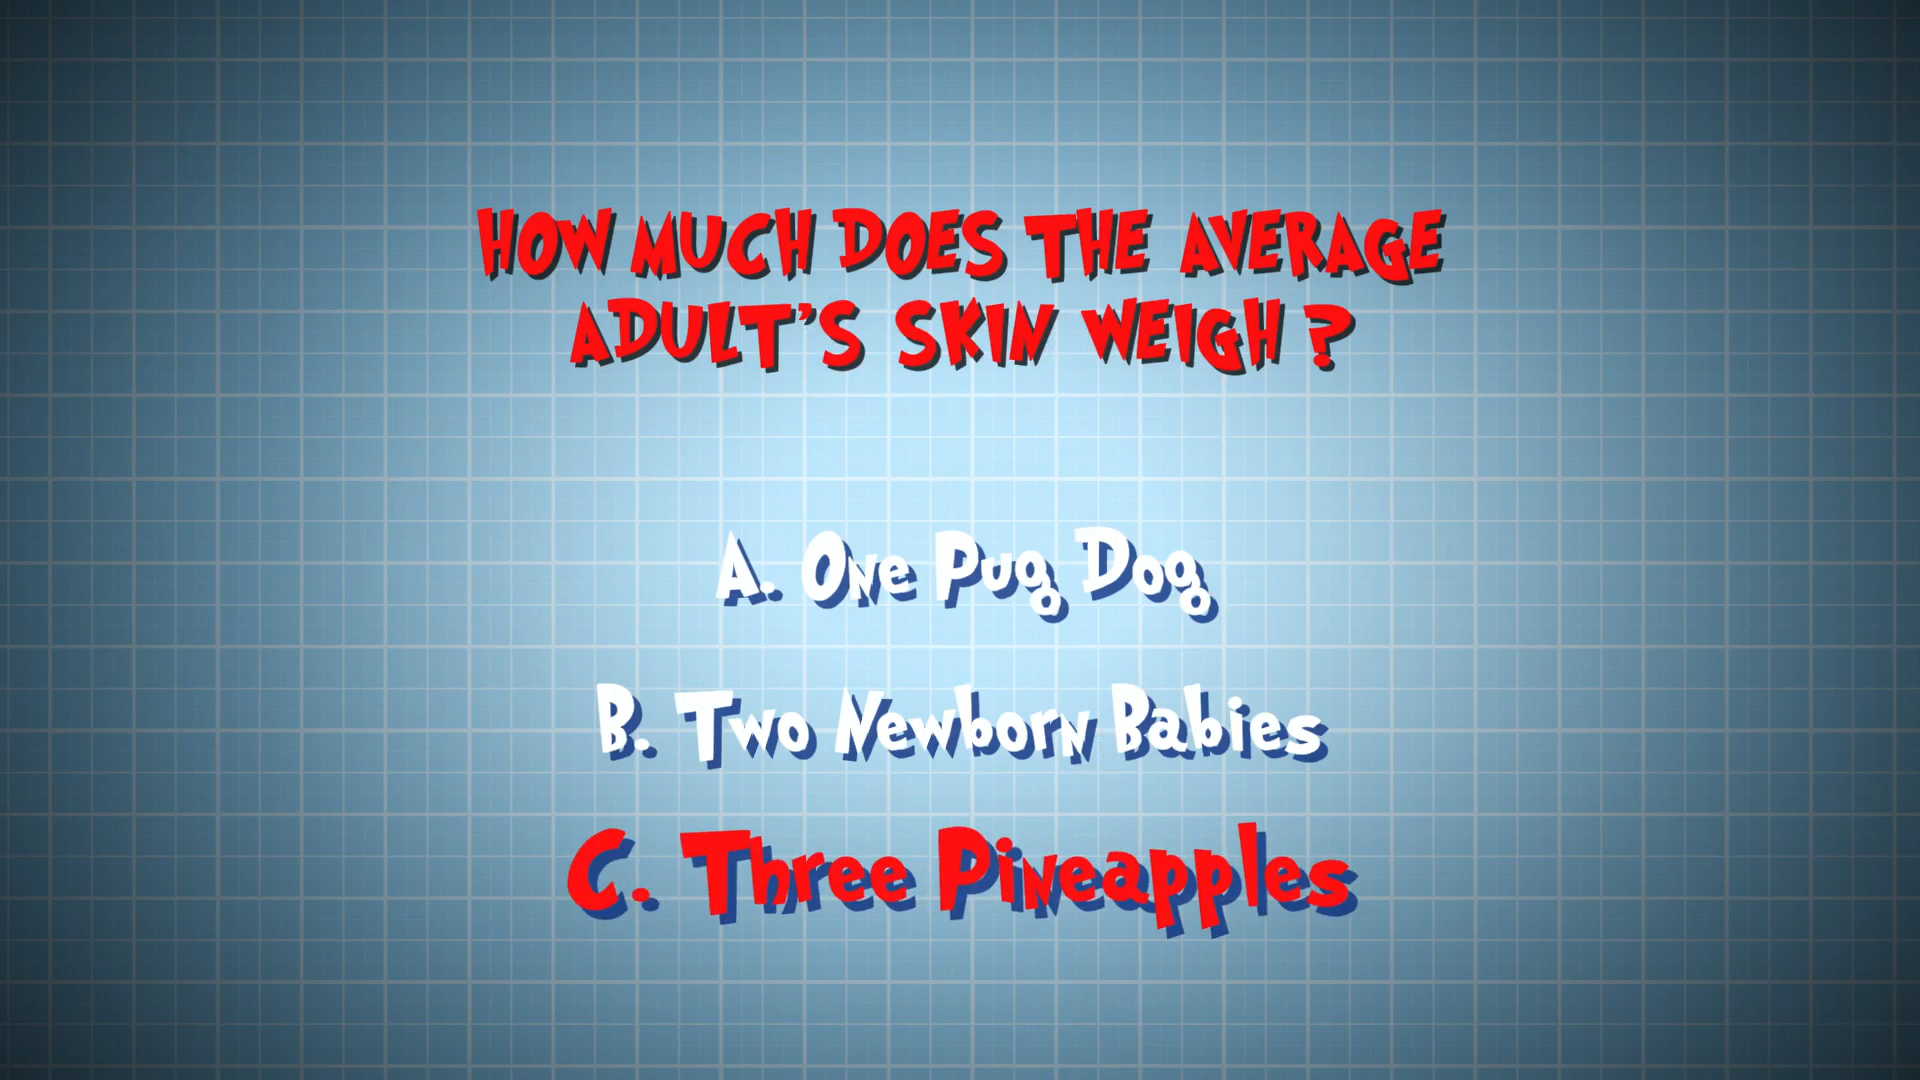 HOW MUCH DOES THE AVERAGE
ADULT'S SKIN WEIGH?
A. One Pug Dog
B. Two Newborn Babies
C. Three Pineapples